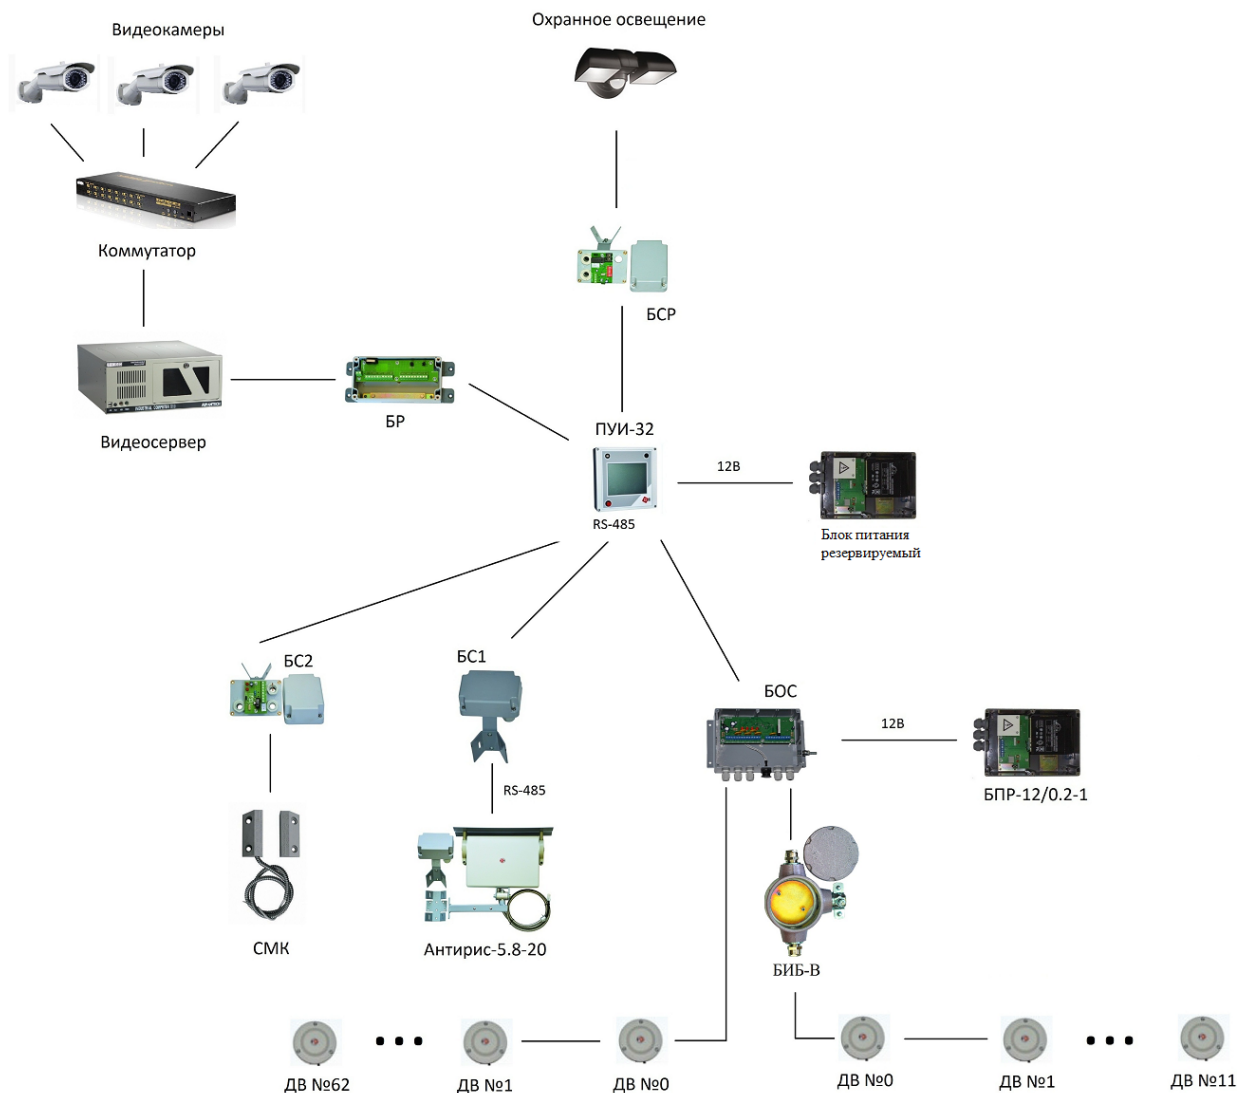 Охранное освещение
Видеокамеры
Коммутатор
БСР
Видеосервер
БР
ПУИ-32
12В
RS-485
Блок питания
резервируемый
БС2
БС1
БОС
12В
RS-485
БПР-12/0.2-1
СМК
Антирис-5.8-20
БИБ-В
ДВ №62
ДВ №1
ДВ №0
ДВ №0
ДВ №1
ДВ №11